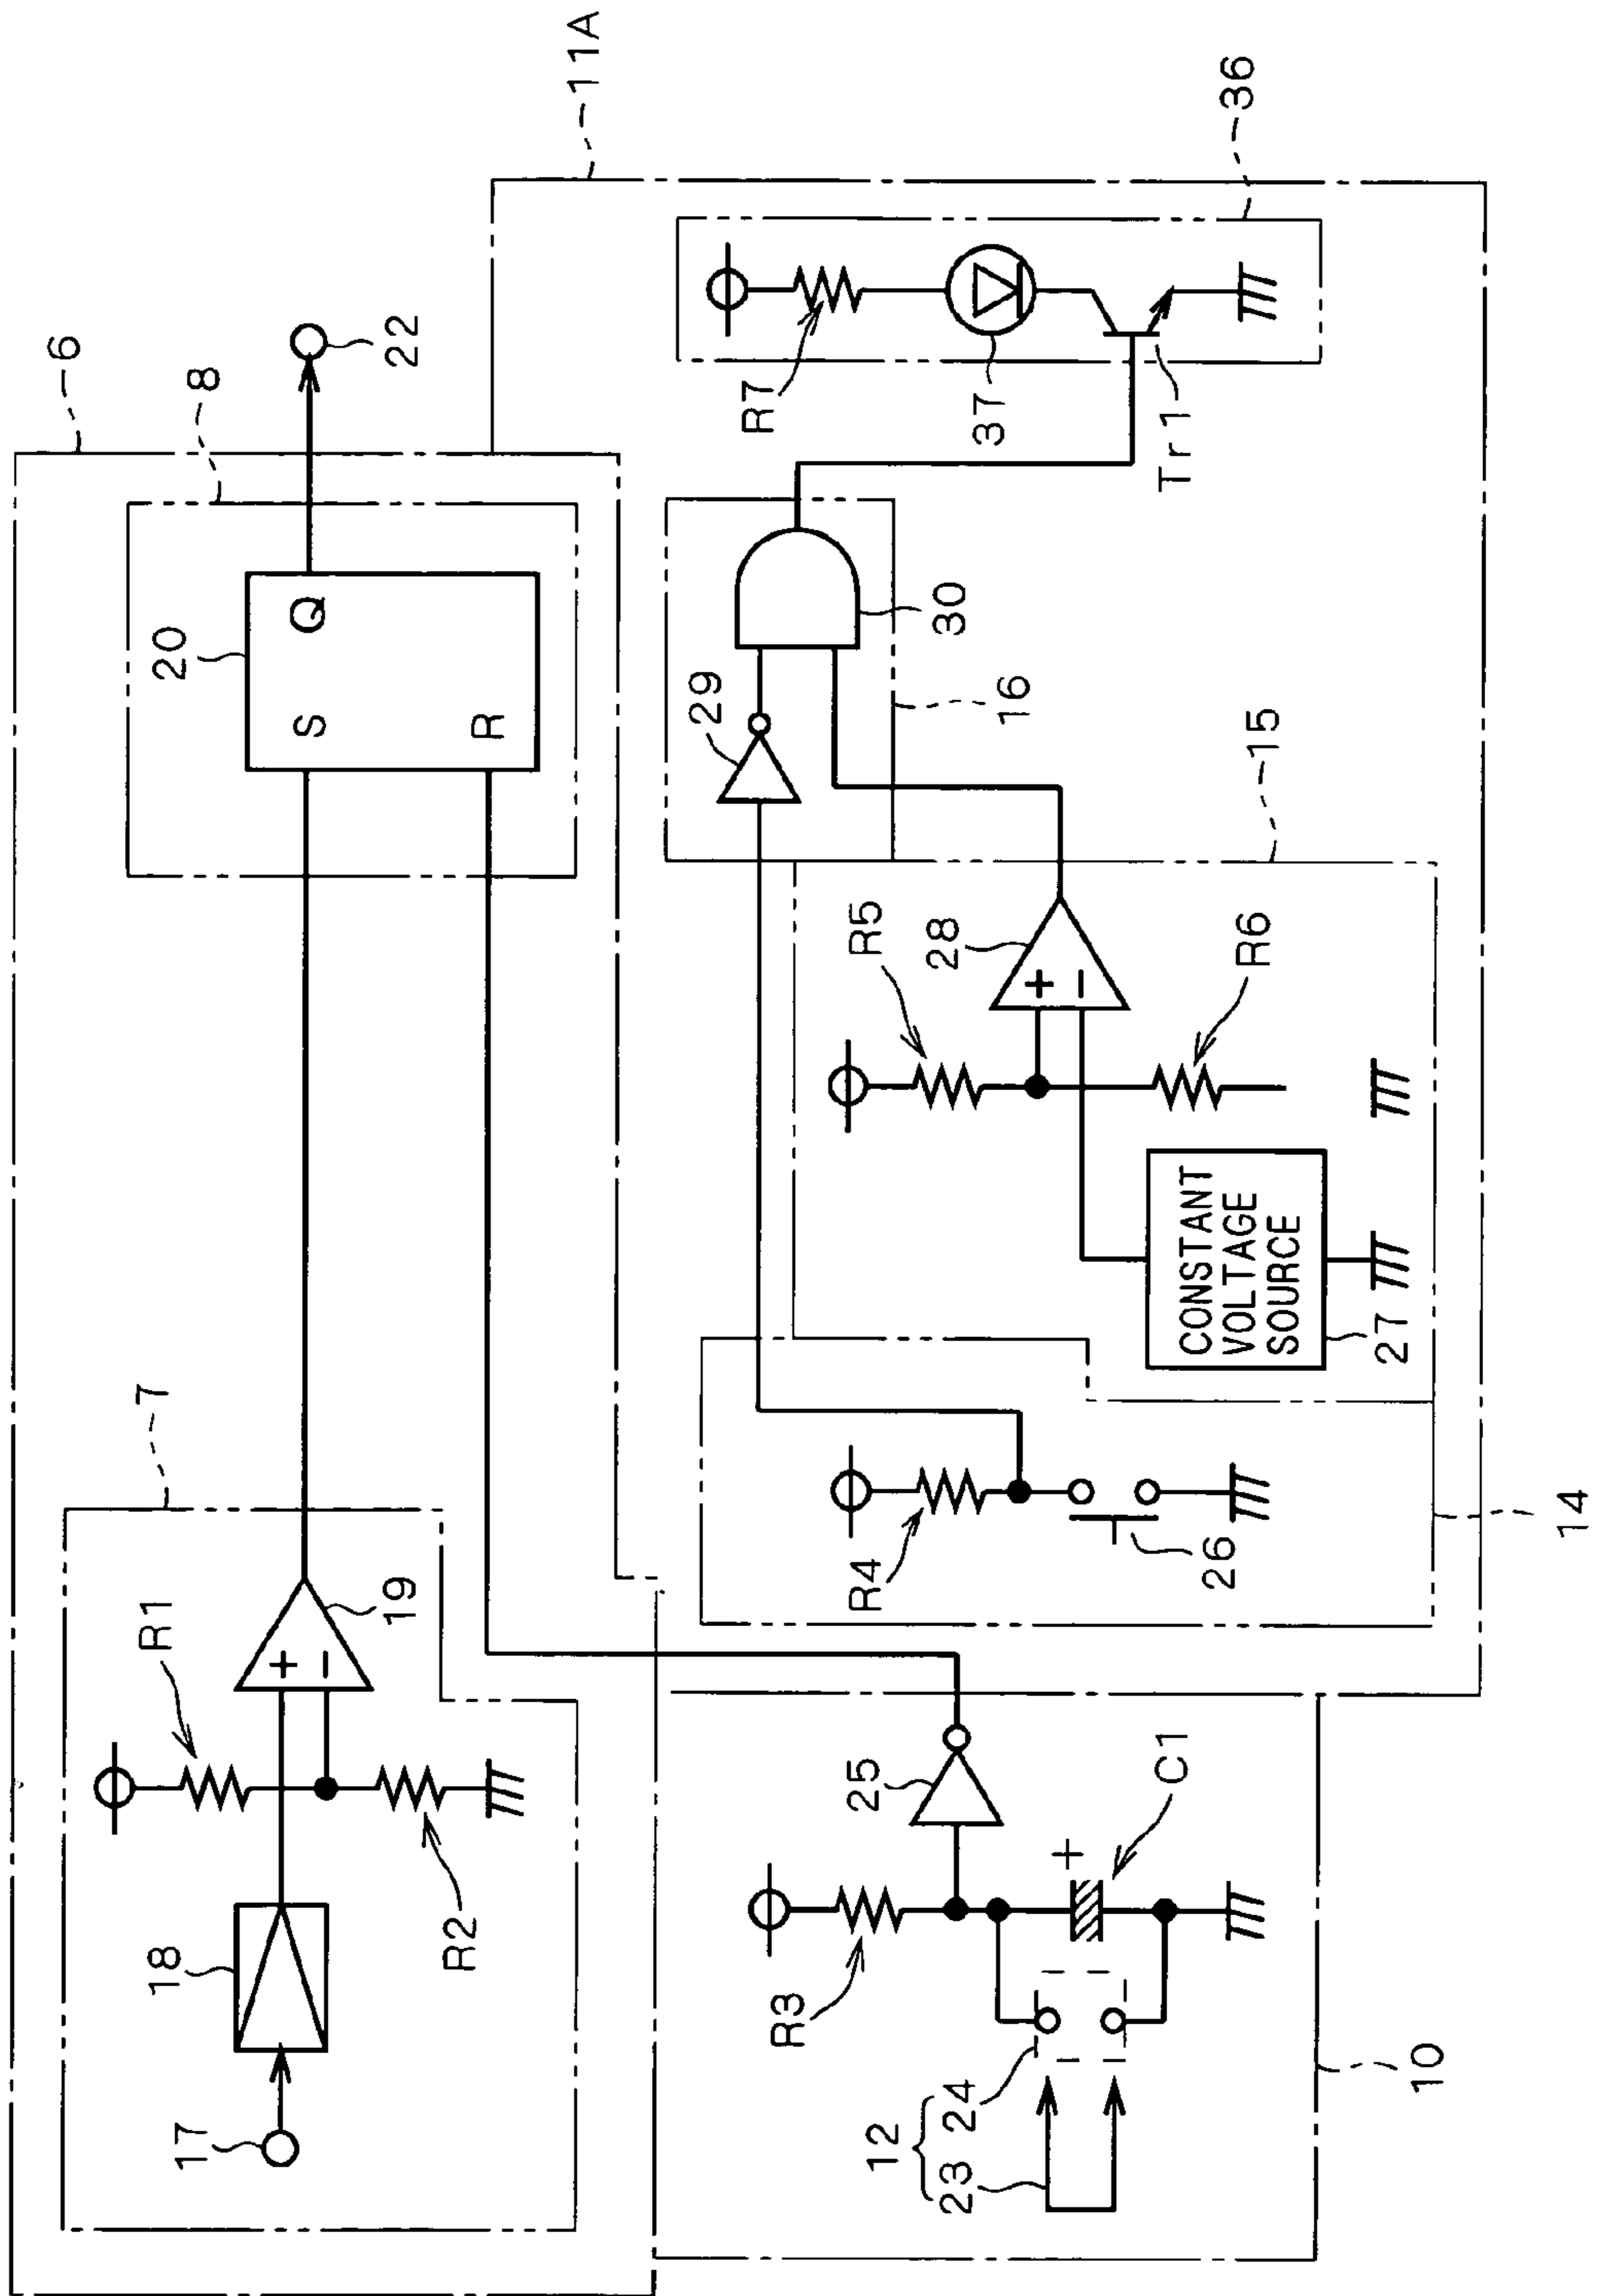 6
11A
8
7
20
S
Q
R
22
36
R1
+
−
19
18
17
R2
R7
37
Tr1
29
30
16
15
R5
28
+
−
R6
CONSTANT
VOLTAGE
SOURCE
27
R4
26
14
25
+
C1
R3
12
23
24
10